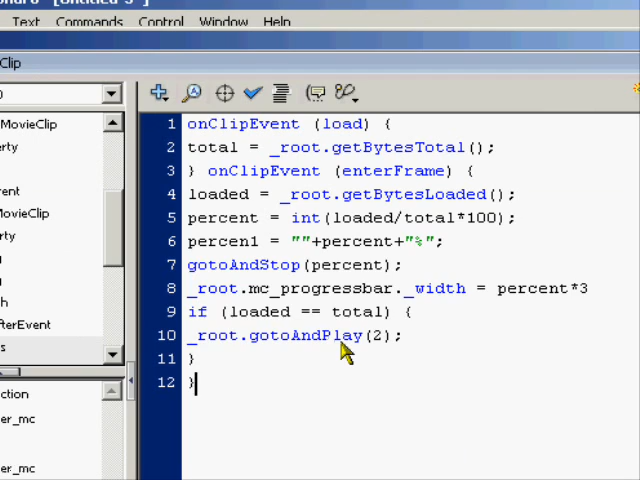 Text Commands Control Window Help
Clip
MovieClip
onClipEvent (load) {
total = _root.getBytesTotal();
} onClipEvent (enterFrame) {
loaded = _root.getBytesLoaded();
percent = int(loaded/total*100);
percen1 = ""+percent+"%";
gotoAndStop(percent);
_root.mc_progressbar._width = percent*3
if (loaded == total) {
_root.gotoAndPlay(2);
}
}
1
2
3
4
5
6
7
8
9
10
11
12
perty
ent
MovieClip
rty
h
fterEvent
s
ction
er_mc
er_mc